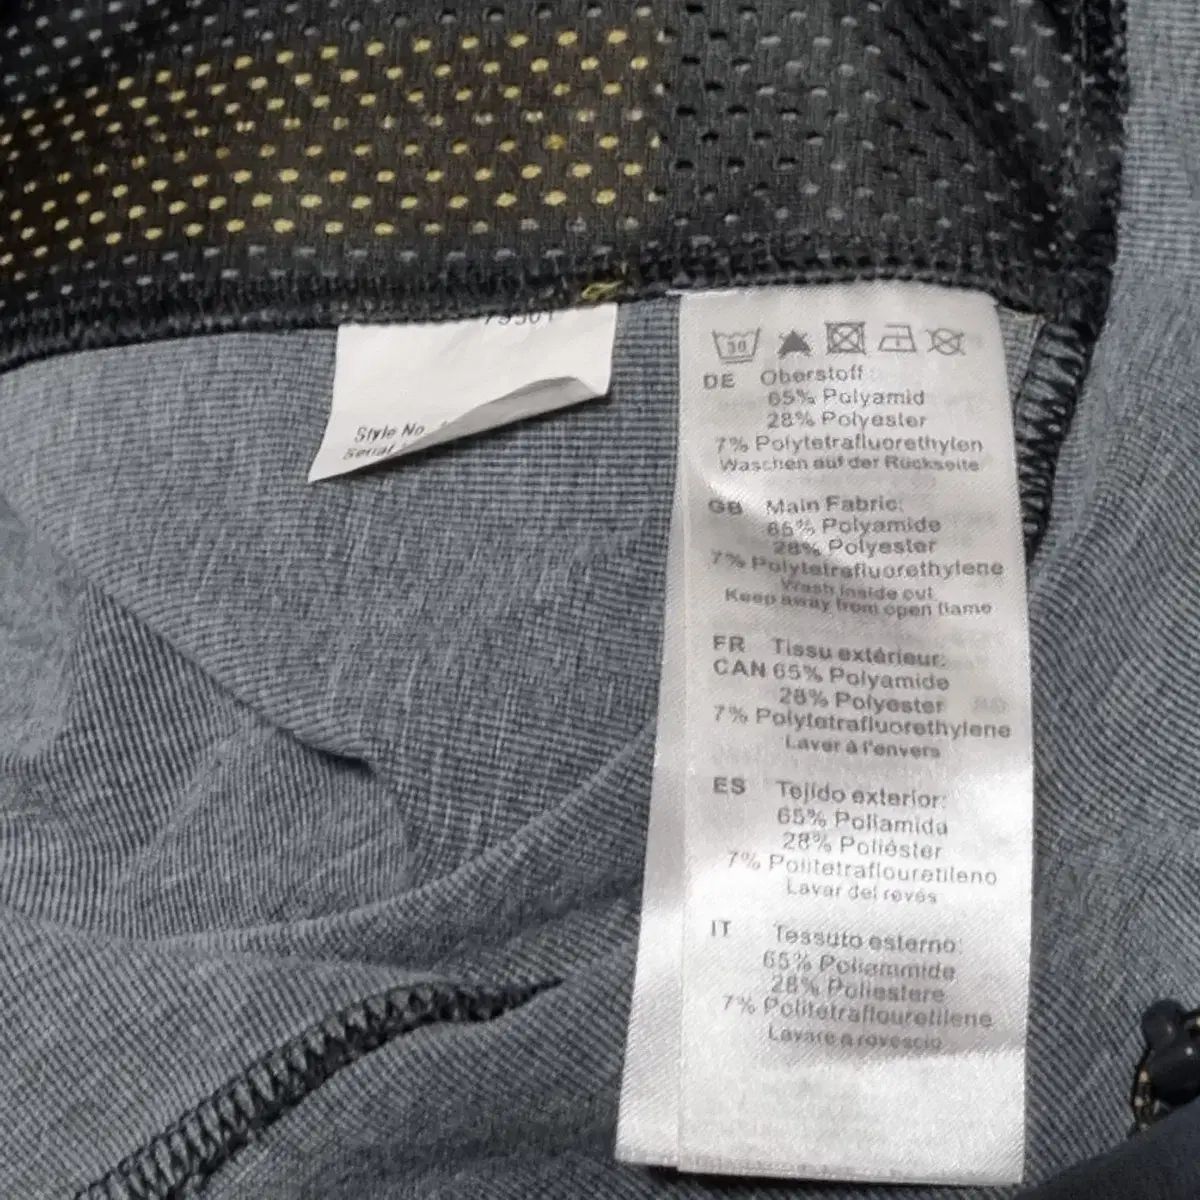 Style No
Serial
30
DE Oberstoff:
65% Polyamid
28% Polyester
7% Polytetrafluorethylen
Waschen auf der Rückseite
GB Main Fabric:
65% Polyamide
28% Polyester
7% Polytetrafluorethylene
Wash inside out
Keep away from open flame
FR Tissu extérieur:
CAN 65% Polyamide
28% Polyester
7% Polytetrafluorethylene
Laver à l'envers
ES Tejido exterior:
65% Poliamida
28% Poliéster
7% Politetraflouretileno
Lavar del revés
IT Tessuto esterno:
65% Poliammide
28% Poliestere
7% Politetraflouretilene
Lavare a rovescio